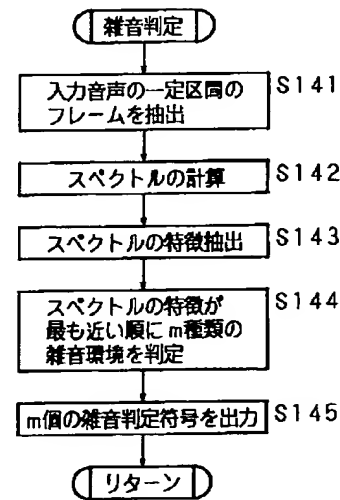 雑音判定
入力音声の一定区間の
フレームを抽出
S141
スペクトルの計算
S142
スペクトルの特徴抽出
S143
スペクトルの特徴が
最も近い順にm種類の
雑音環境を判定
S144
m個の雑音判定符号を出力
S145
リターン